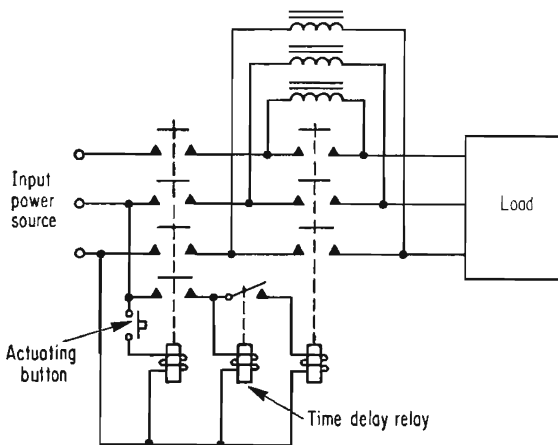 Input
power
source
Load
Actuating
button
Time delay relay